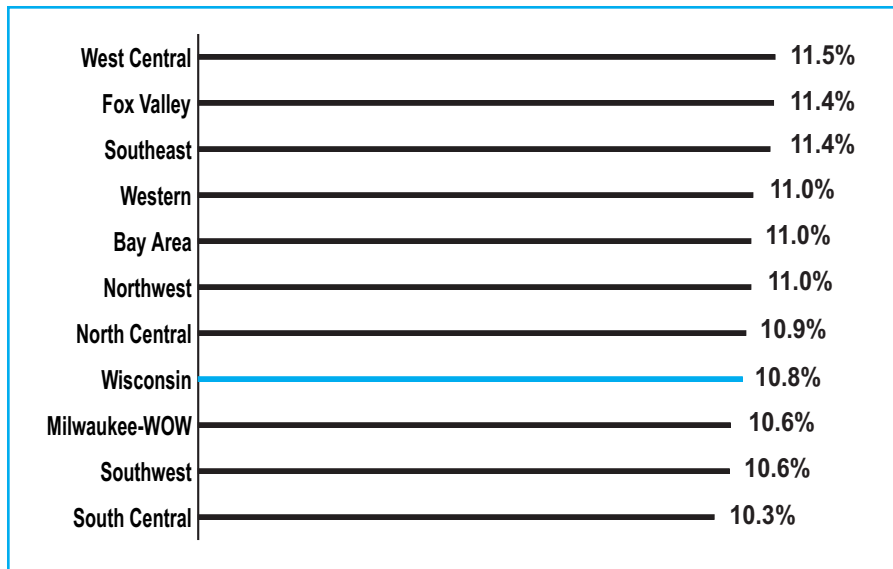 West Central 11.5%
Fox Valley 11.4%
Southeast 11.4%
Western 11.0%
Bay Area 11.0%
Northwest 11.0%
North Central 10.9%
Wisconsin 10.8%
Milwaukee-WOW 10.6%
Southwest 10.6%
South Central 10.3%